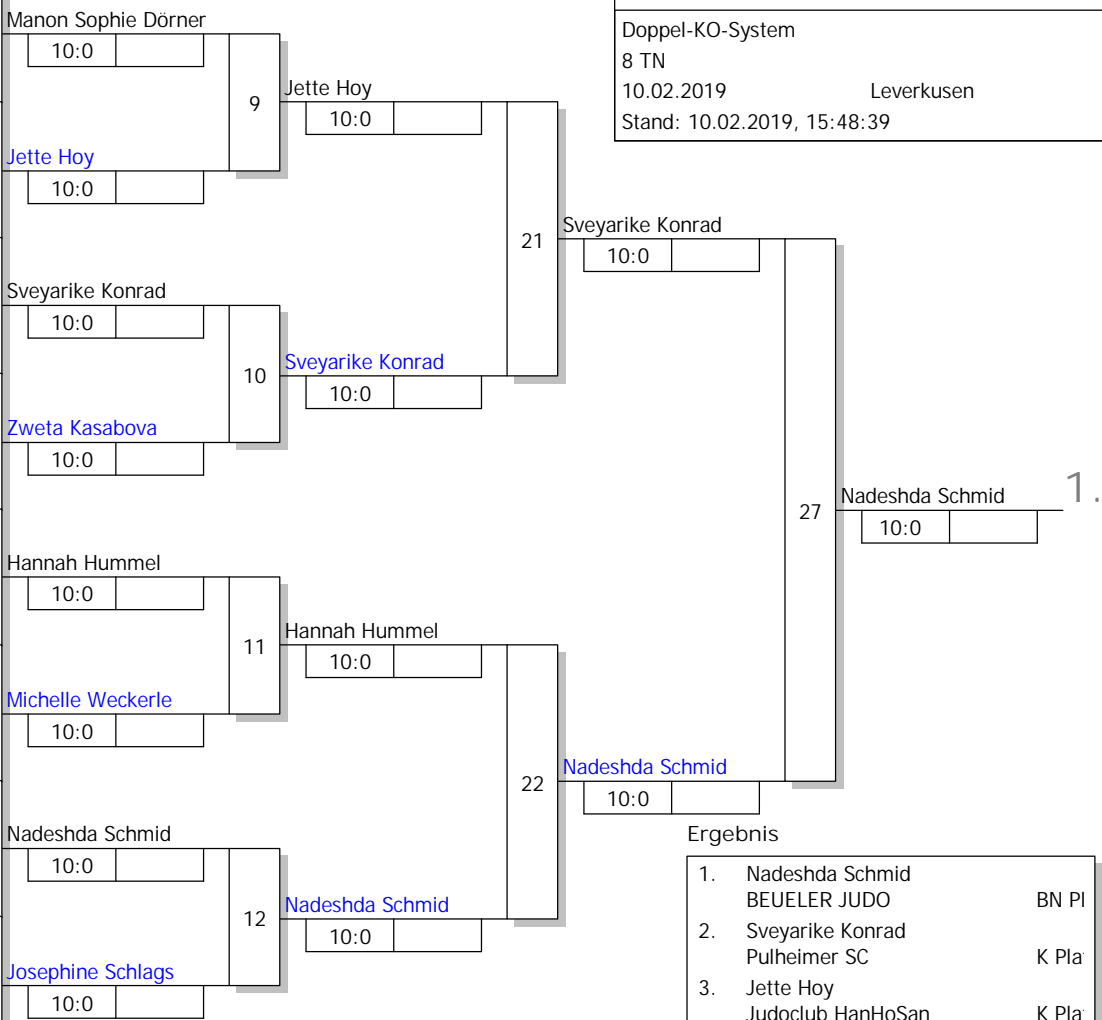 Manon Sophie Dörner
10:0
9
Jette Hoy
10:0
Jette Hoy
10:0
Doppel-KO-System
8 TN
10.02.2019 Leverkusen
Stand: 10.02.2019, 15:48:39
21
Sveyarike Konrad
10:0
Sveyarike Konrad
10:0
10
Sveyarike Konrad
10:0
Zweta Kasabova
10:0
27
Nadeshda Schmid
10:0
1.
Hannah Hummel
10:0
11
Hannah Hummel
10:0
Michelle Weckerle
10:0
22
Nadeshda Schmid
10:0
Nadeshda Schmid
10:0
12
Nadeshda Schmid
10:0
Josephine Schlags
10:0
Ergebnis
1. Nadeshda Schmid
BEUELER JUDO BN
2. Sveyarike Konrad
Pulheimer SC K
3. Jette Hoy
Judoclub HanHoSan K